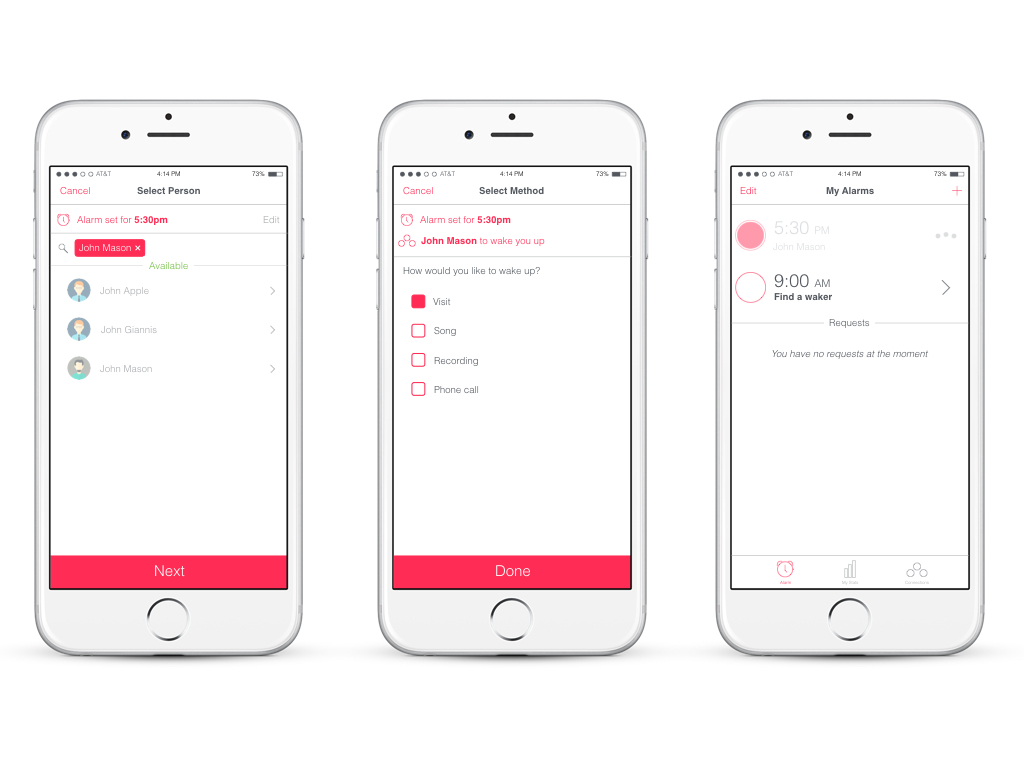 AT&T 4:14 PM 73%
Cancel Select Person
Alarm set for 5:30pm Edit
John Mason ×
Available
John Apple
John Giannis
John Mason
Next
AT&T 4:14 PM 73%
Cancel Select Method
Alarm set for 5:30pm
John Mason to wake you up
How would you like to wake up?
Visit
Song
Recording
Phone call
Done
AT&T 4:14 PM 73%
Edit My Alarms +
5:30 PM
John Mason
9:00 AM
Find a waker
Requests
You have no requests at the moment
Alarm My Stats Connections